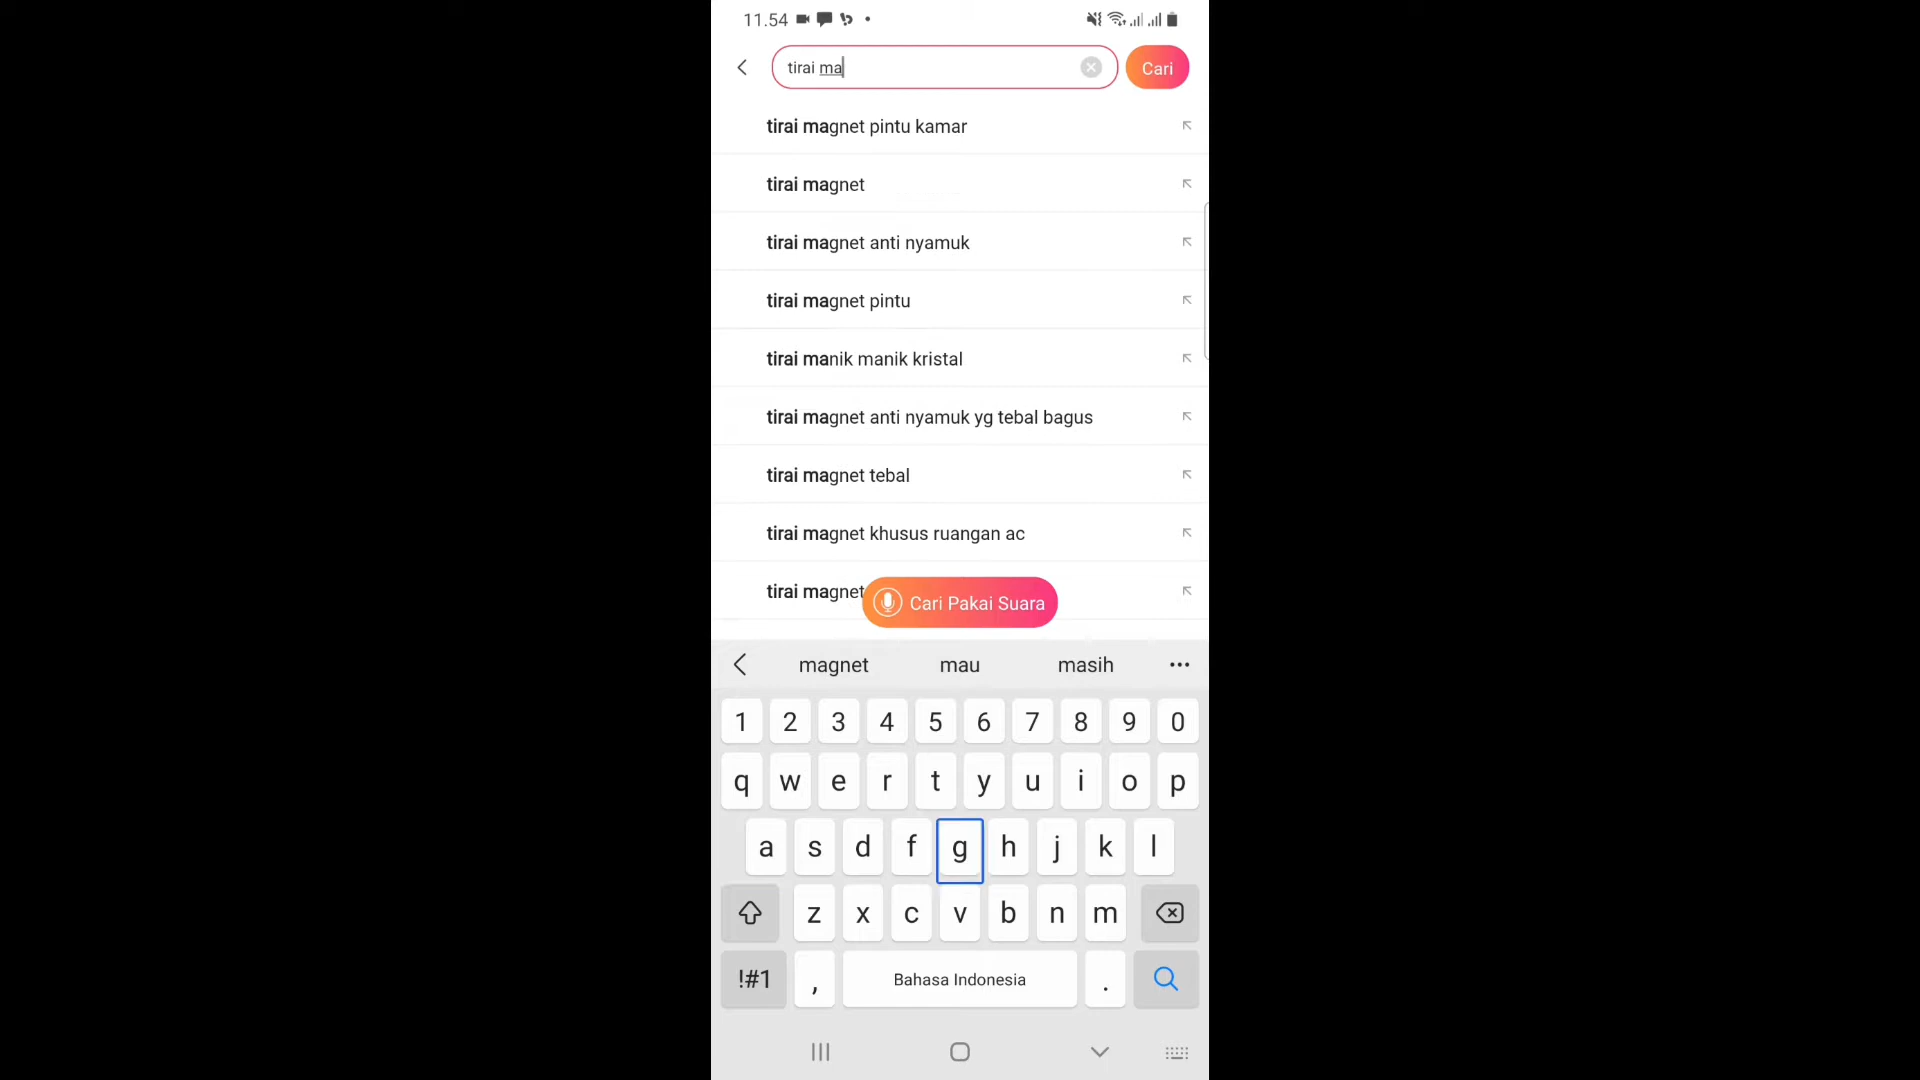 11.54
tirai ma
Cari
tirai magnet pintu kamar
tirai magnet
tirai magnet anti nyamuk
tirai magnet pintu
tirai manik manik kristal
tirai magnet anti nyamuk yg tebal bagus
tirai magnet tebal
tirai magnet khusus ruangan ac
tirai magnet
Cari Pakai Suara
magnet mau masih
1 2 3 4 5 6 7 8 9 0
q w e r t y u i o p
a s d f g h j k l
z x c v b n m
!#1 , Bahasa Indonesia .